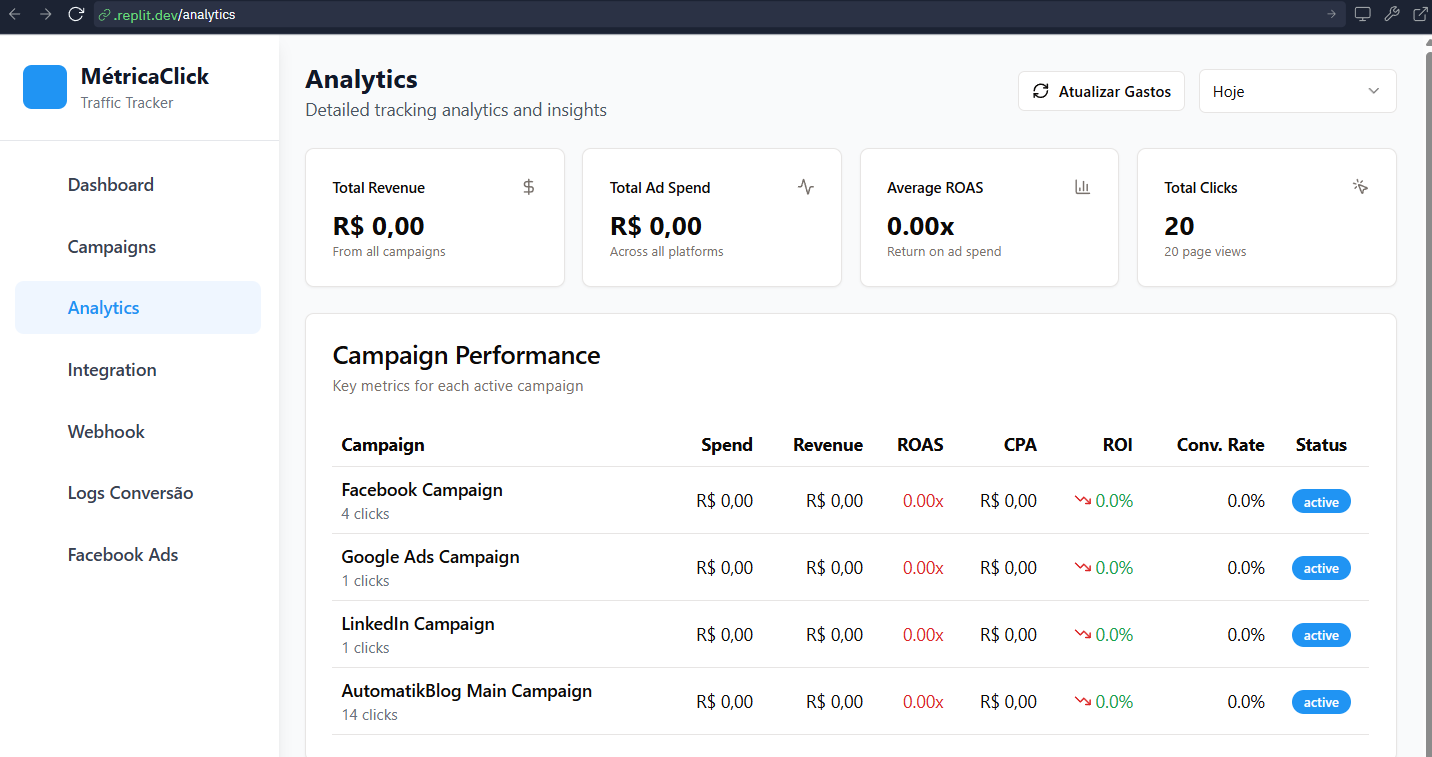 .replit.dev/analytics
MétricaClick
Traffic Tracker
Dashboard
Campaigns
Analytics
Integration
Webhook
Logs Conversão
Facebook Ads
Analytics
Detailed tracking analytics and insights
Atualizar Gastos
Hoje
Total Revenue
R$ 0,00
From all campaigns
Total Ad Spend
R$ 0,00
Across all platforms
Average ROAS
0.00x
Return on ad spend
Total Clicks
20
20 page views
Campaign Performance
Key metrics for each active campaign
Campaign Spend Revenue ROAS CPA ROI Conv. Rate Status
Facebook Campaign
4 clicks
R$ 0,00 R$ 0,00 0.00x R$ 0,00 0.0% 0.0% active
Google Ads Campaign
1 clicks
R$ 0,00 R$ 0,00 0.00x R$ 0,00 0.0% 0.0% active
LinkedIn Campaign
1 clicks
R$ 0,00 R$ 0,00 0.00x R$ 0,00 0.0% 0.0% active
AutomatikBlog Main Campaign
14 clicks
R$ 0,00 R$ 0,00 0.00x R$ 0,00 0.0% 0.0% active